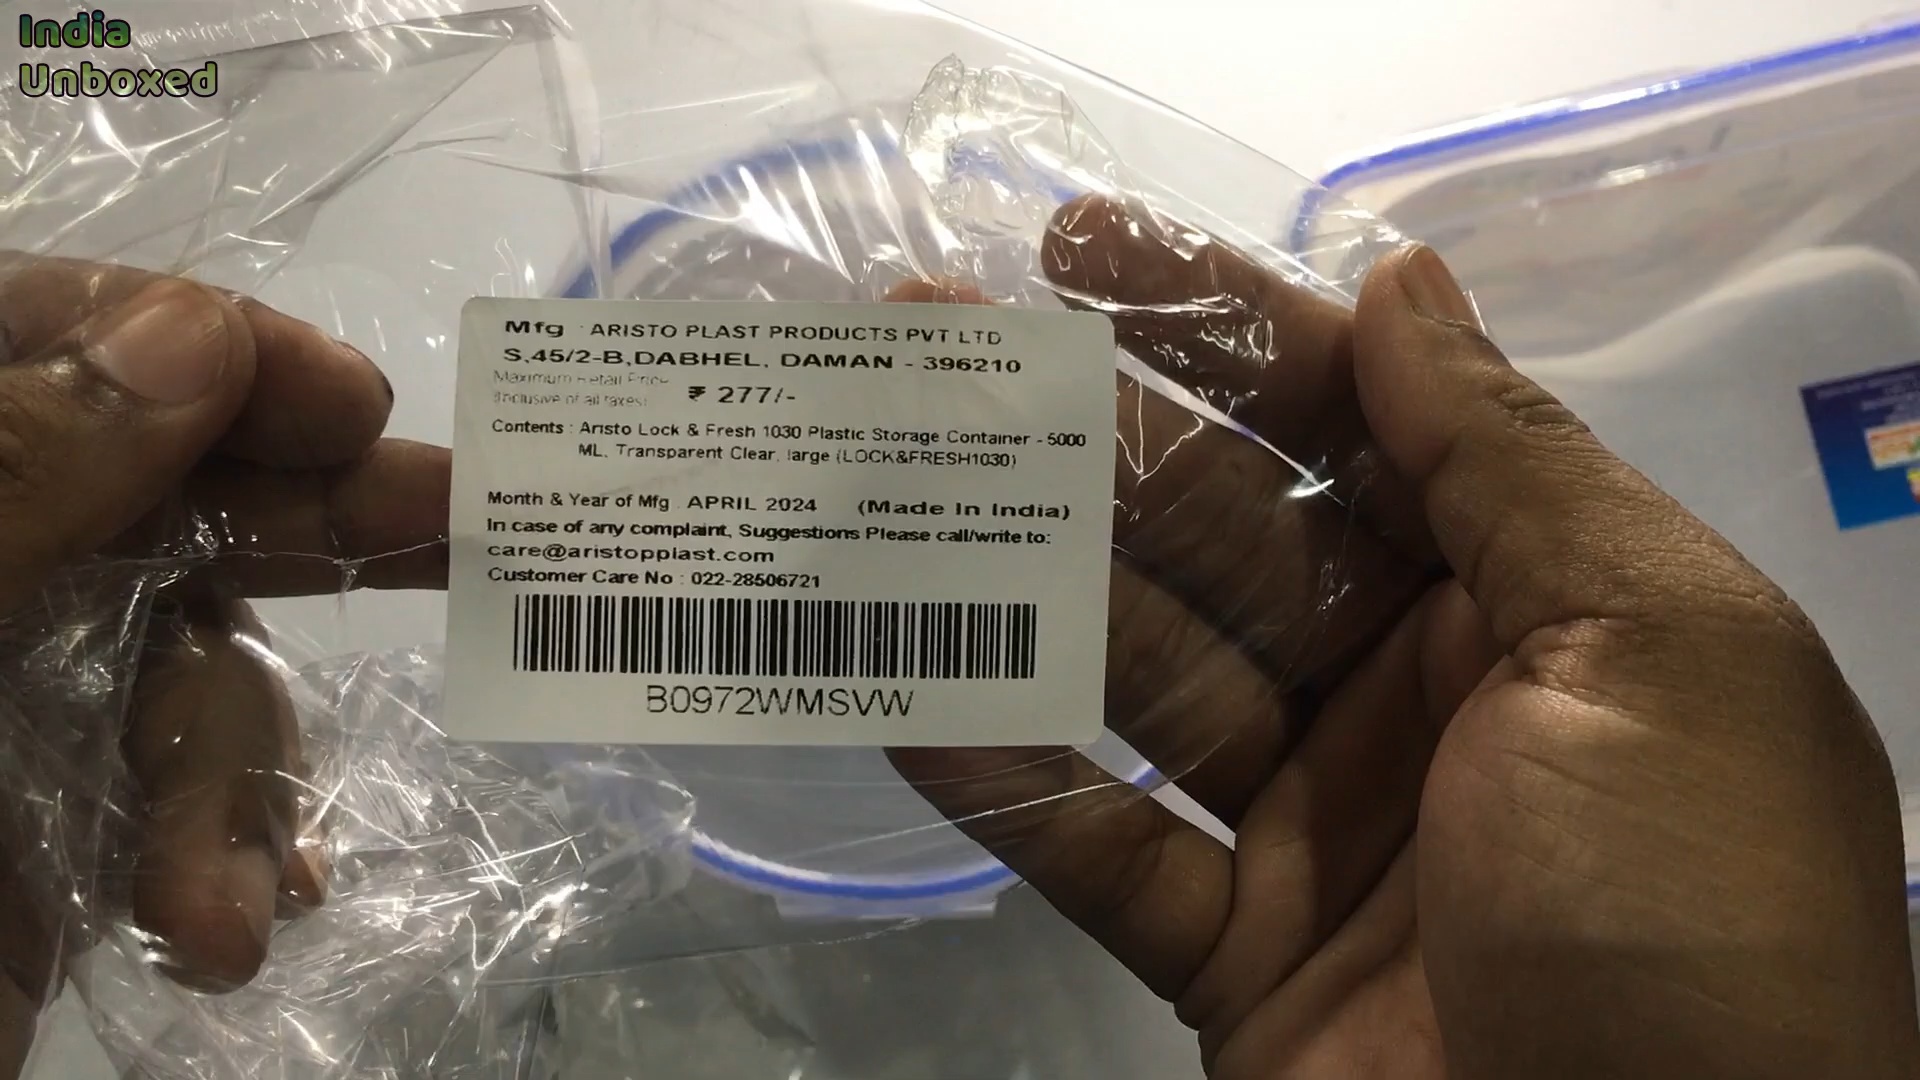 India
Unboxed
Mfg : ARISTO PLAST PRODUCTS PVT LTD
S.45/2-B,DABHEL, DAMAN - 396210
Maximum Retail Price
(Inclusive of all taxes) ₹ 277/-
Contents : Aristo Lock & Fresh 1030 Plastic Storage Container - 5000
ML, Transparent Clear, large (LOCK&FRESH1030)
Month & Year of Mfg . APRIL 2024 (Made In India)
In case of any complaint, Suggestions Please call/write to:
care@aristopplast.com
Customer Care No : 022-28506721
B0972WMSVW